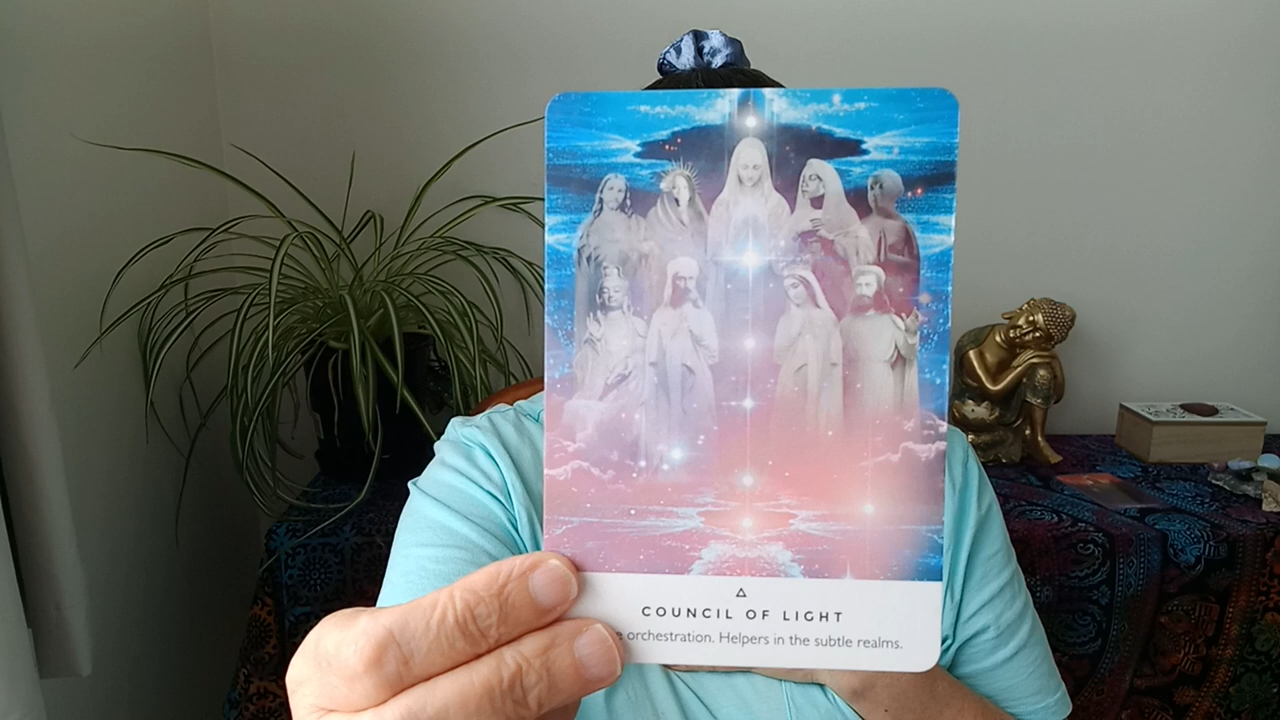 COUNCIL OF LIGHT
orchestration. Helpers in the subtle realms.